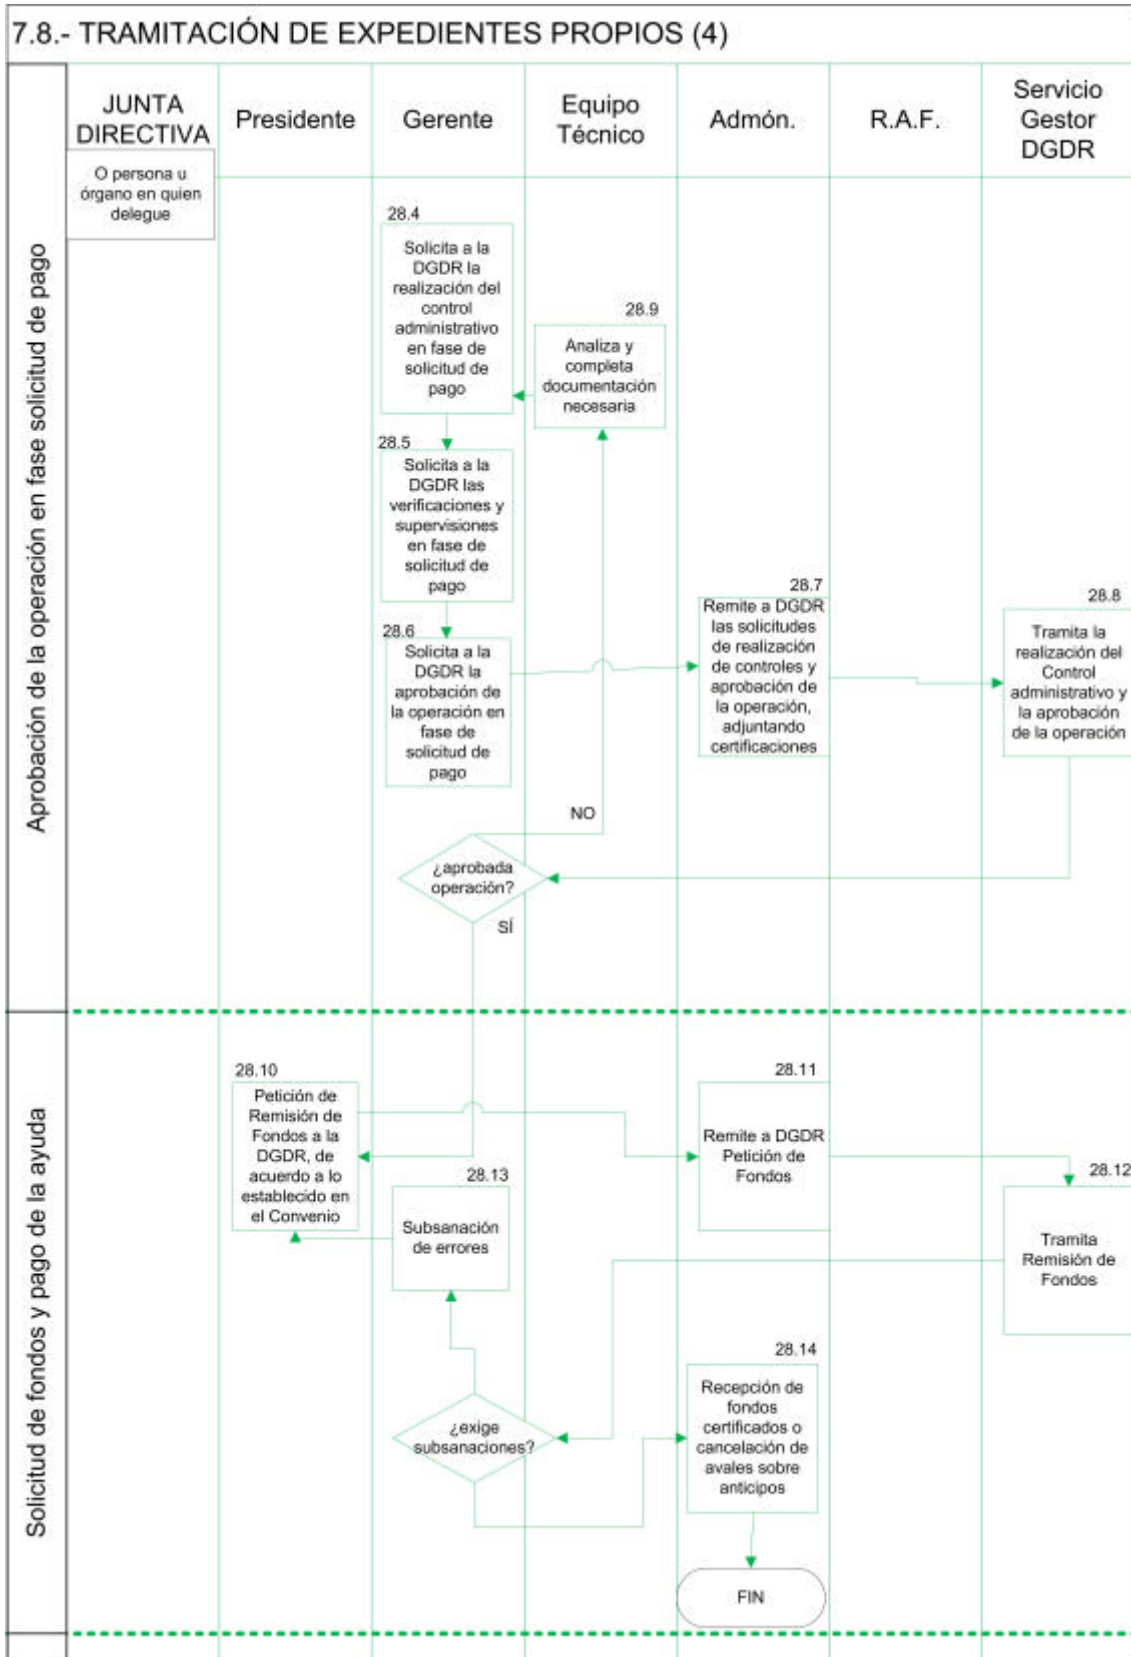 7.8.- TRAMITACIÓN DE EXPEDIENTES PROPIOS (4)
JUNTA
DIRECTIVA
Presidente
Gerente
Equipo
Técnico
Admón.
R.A.F.
Servicio
Gestor
DGDR
O persona u
órgano en quien
delegue
Aprobación de la operación en fase solicitud de pago
28.4
Solicita a la
DGDR la
realización del
control
administrativo
en fase de
solicitud de
pago
28.9
Analiza y
completa
documentación
necesaria
28.5
Solicita a la
DGDR las
verificaciones y
supervisiones
en fase de
solicitud de
pago
28.6
Solicita a la
DGDR la
aprobación de
la operación en
fase de
solicitud de
pago
28.7
Remite a DGDR
las solicitudes
de realización
de controles y
aprobación de
la operación,
adjuntando
certificaciones
28.8
Tramita la
realización del
Control
administrativo y
la aprobación
de la operación
NO
¿aprobada
operación?
SÍ
Solicitud de fondos y pago de la ayuda
28.10
Petición de
Remisión de
Fondos a la
DGDR, de
acuerdo a lo
establecido en
el Convenio
28.11
Remite a DGDR
Petición de
Fondos
28.12
Tramita
Remisión de
Fondos
28.13
Subsanación
de errores
¿exige
subsanaciones?
28.14
Recepción de
fondos
certificados o
cancelación de
avales sobre
anticipos
FIN